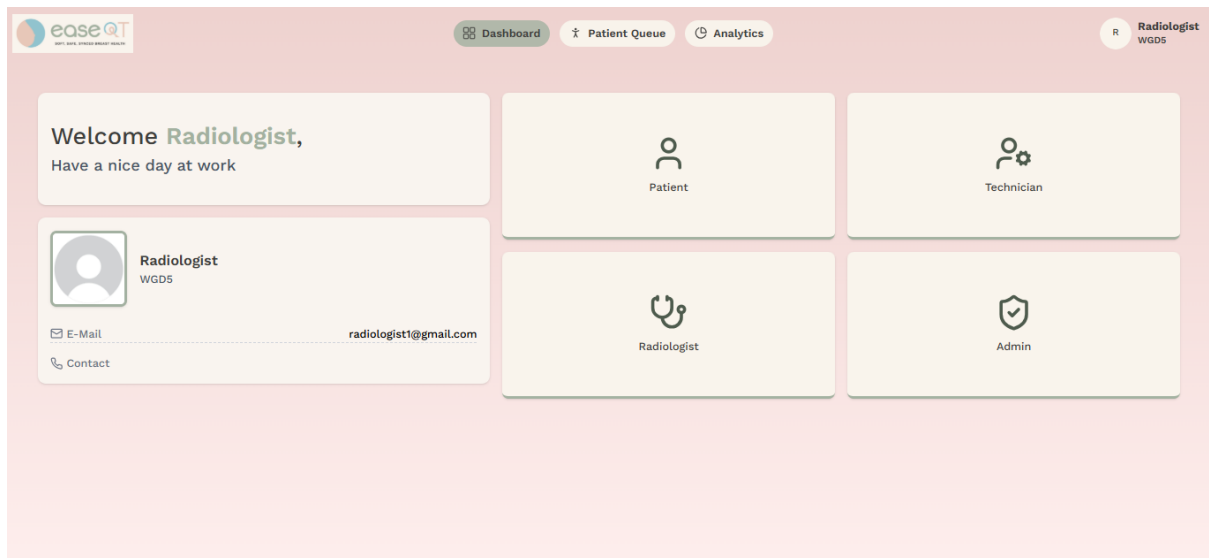 ease QT
Dashboard
Patient Queue
Analytics
R
Radiologist
WGD5
Welcome Radiologist,
Have a nice day at work
Radiologist
WGD5
E-Mail
radiologist1@gmail.com
Contact
Patient
Technician
Radiologist
Admin